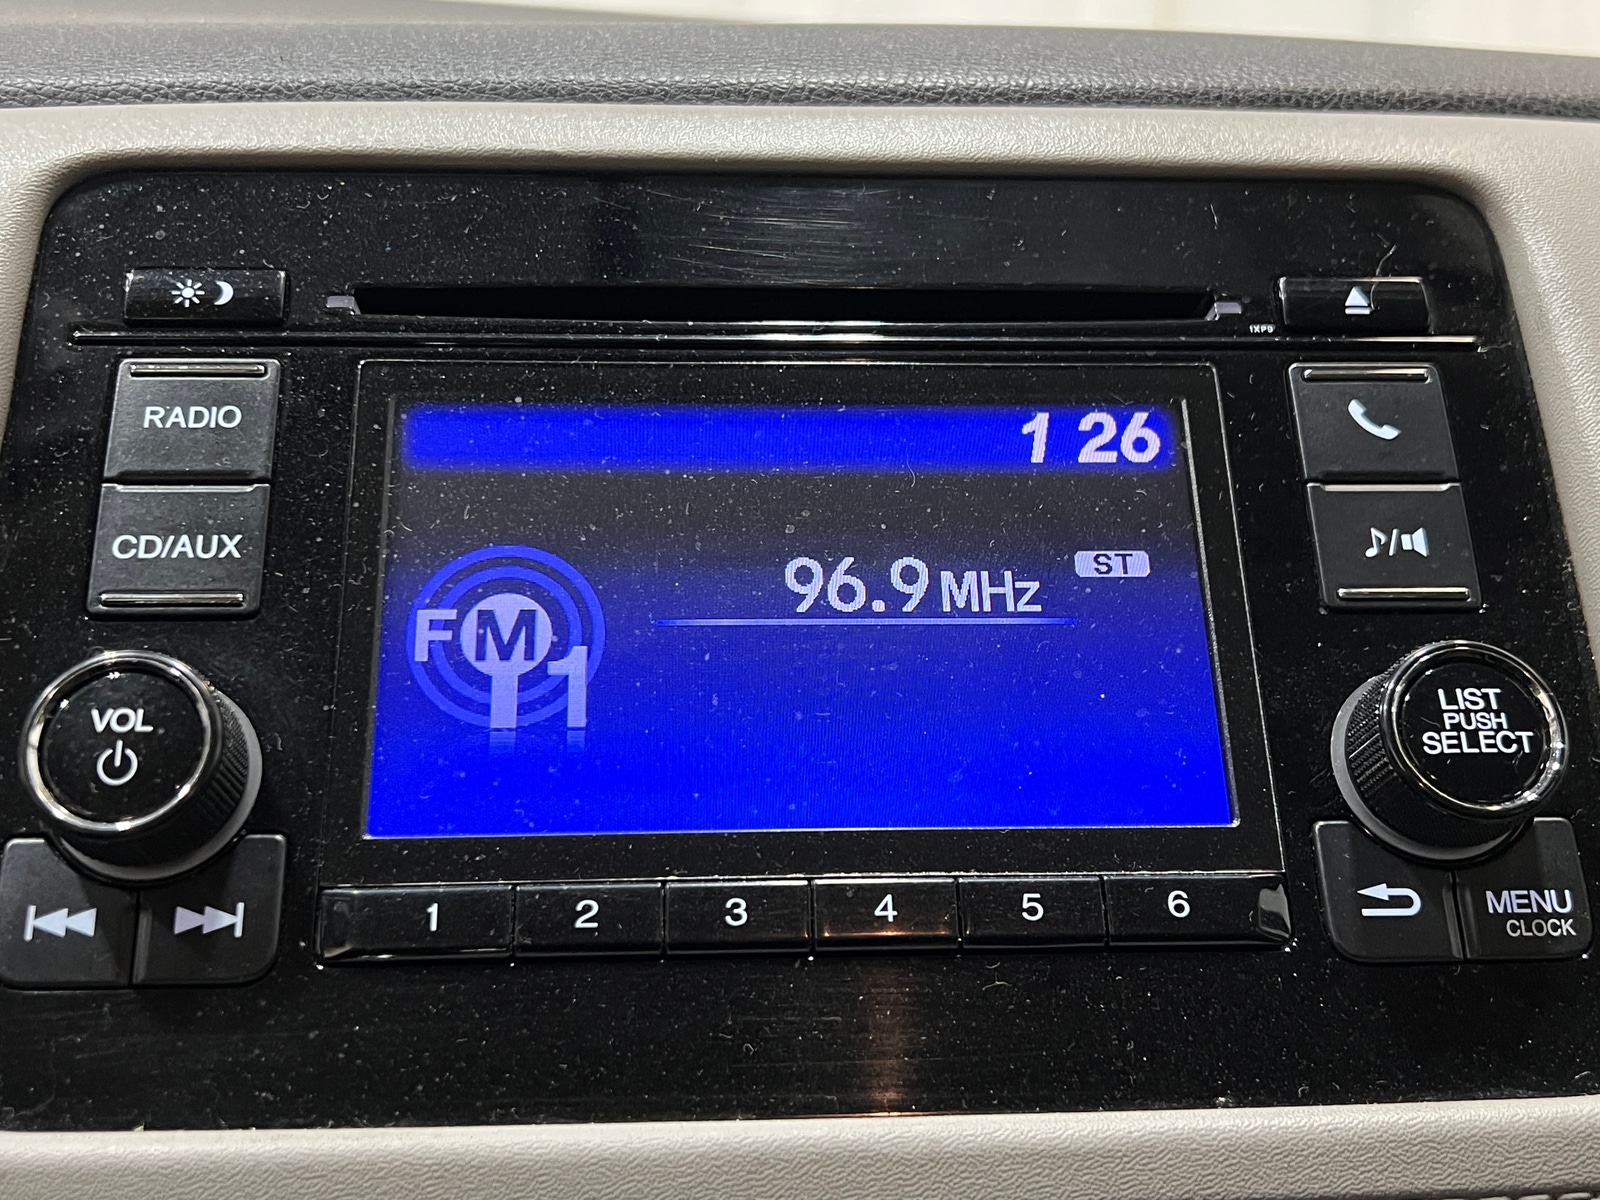 1XP9
RADIO
CD/AUX
1 26
96.9 MHz
ST
FM
1
VOL
LIST
PUSH
SELECT
1
2
3
4
5
6
MENU
CLOCK